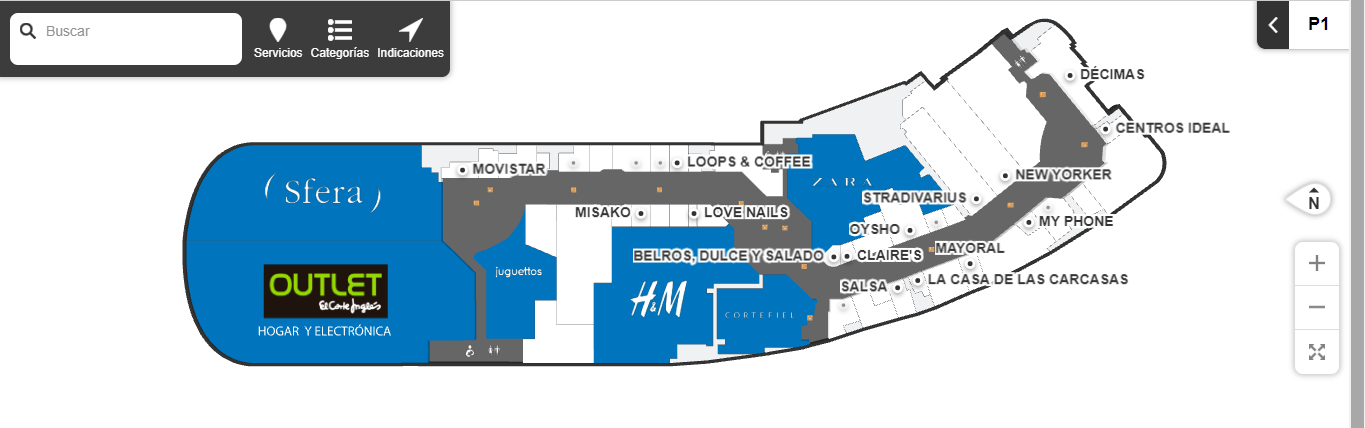 Buscar
Servicios
Categorías
Indicaciones
P1
DÉCIMAS
CENTROS IDEAL
MOVISTAR
LOOPS & COFFEE
Sfera
ZARA
NEW YORKER
STRADIVARIUS
MISAKO
LOVE NAILS
OYSHO
MY PHONE
N
BELROS, DULCE Y SALADO
CLAIRE'S
MAYORAL
juguettos
SALSA
LA CASA DE LAS CARCASAS
OUTLET
El Corte Inglés
HOGAR Y ELECTRÓNICA
H&M
CORTEFIEL